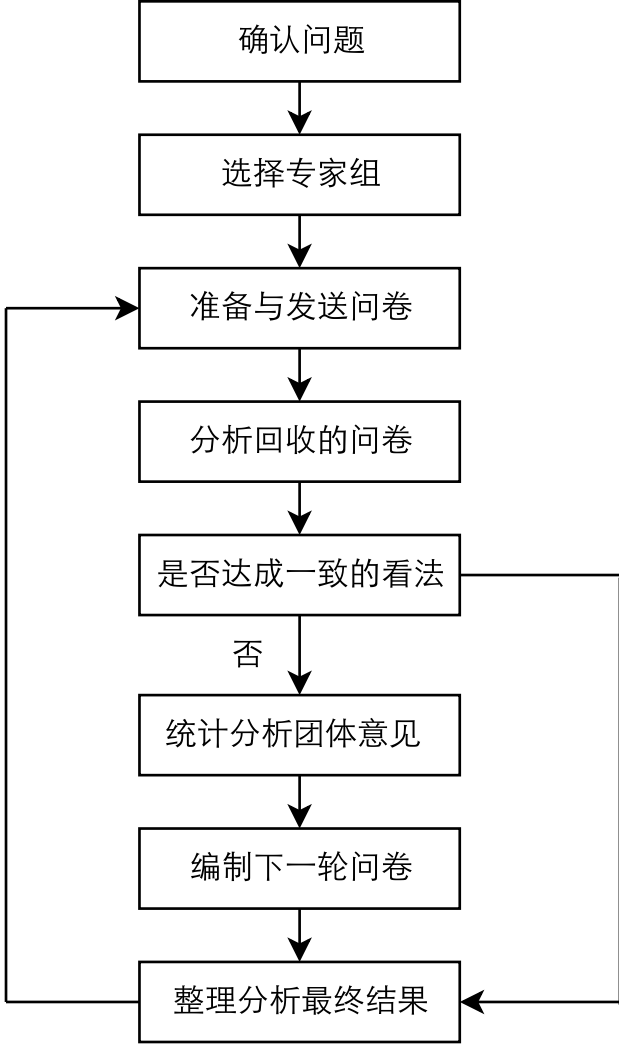 确认问题
选择专家组
准备与发送问卷
分析回收的问卷
是否达成一致的看法
否
统计分析团体意见
编制下一轮问卷
整理分析最终结果